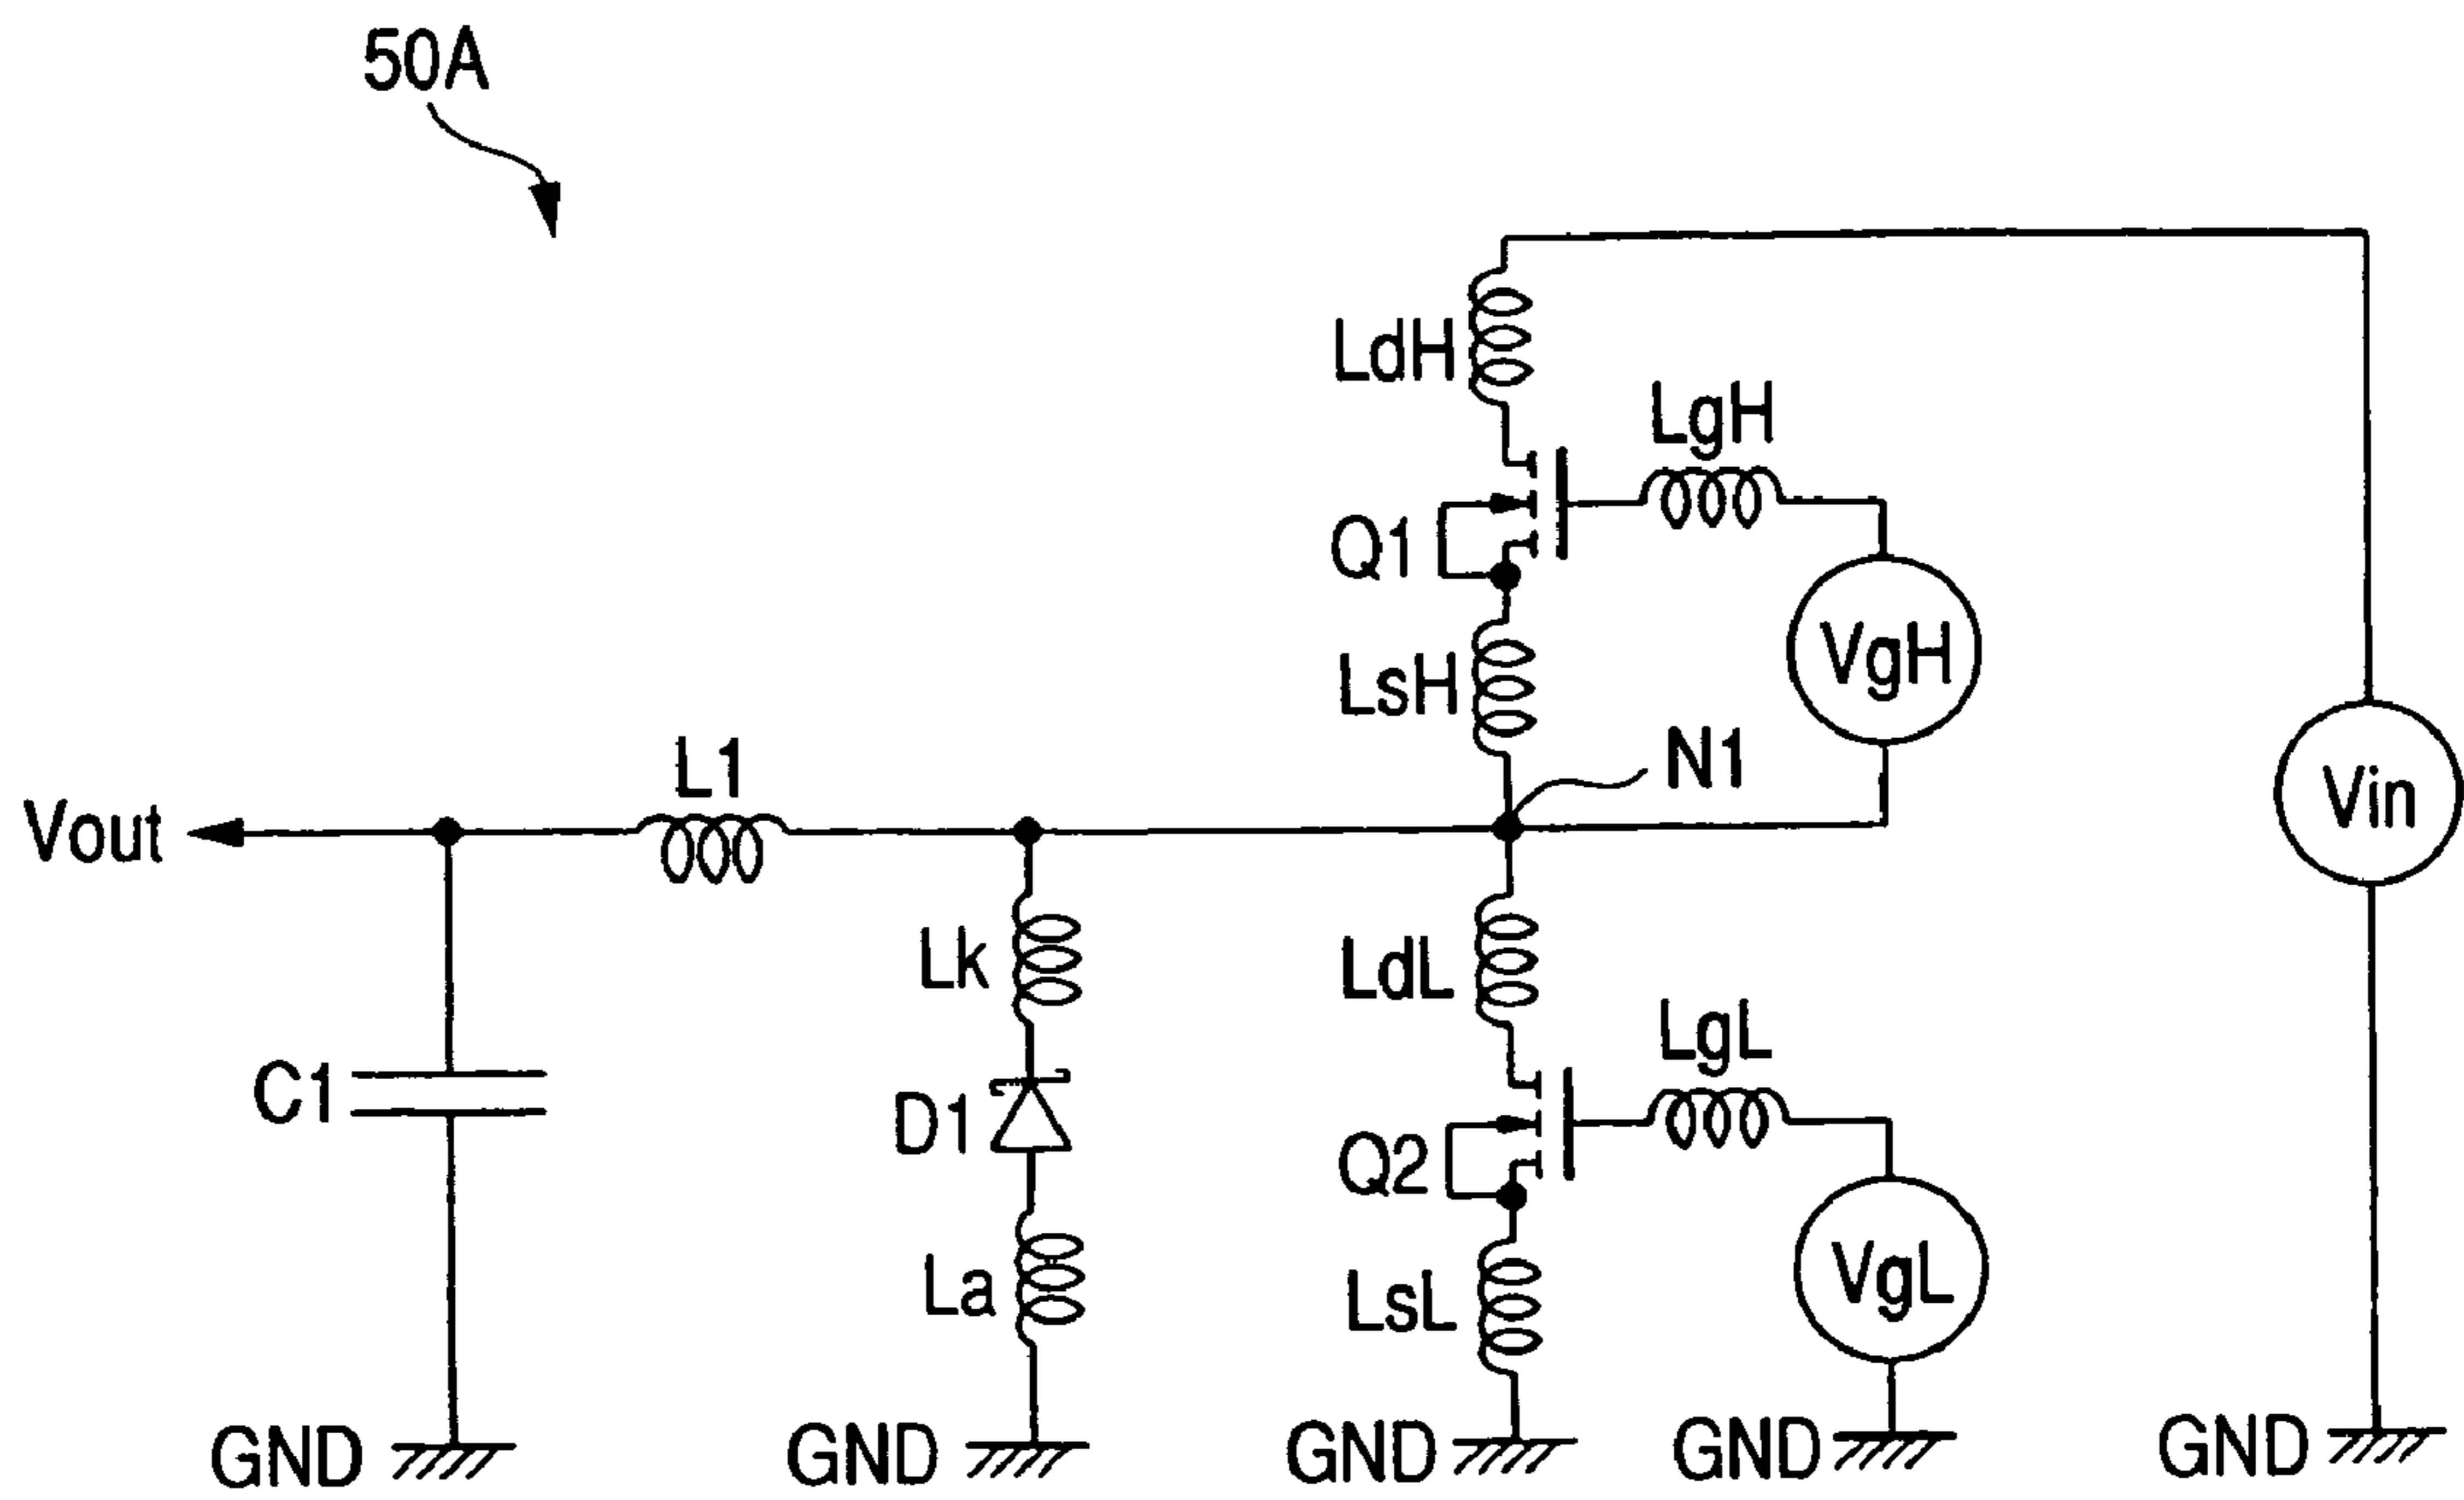 50A
LdH
LgH
Q1
VgH
LsH
N1
L1
Vin
Vout
Lk
LdL
LgL
C1
D1
Q2
VgL
La
LsL
GND
GND
GND
GND
GND